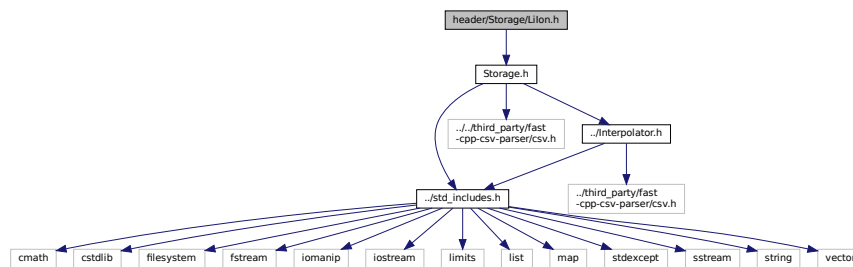 header/Storage/LiIon.h
Storage.h
../../third_party/fast
-cpp-csv-parser/csv.h
../Interpolator.h
../third_party/fast
-cpp-csv-parser/csv.h
../std_includes.h
cmath
cstdlib
filesystem
fstream
iomanip
iostream
limits
list
map
stdexcept
sstream
string
vector